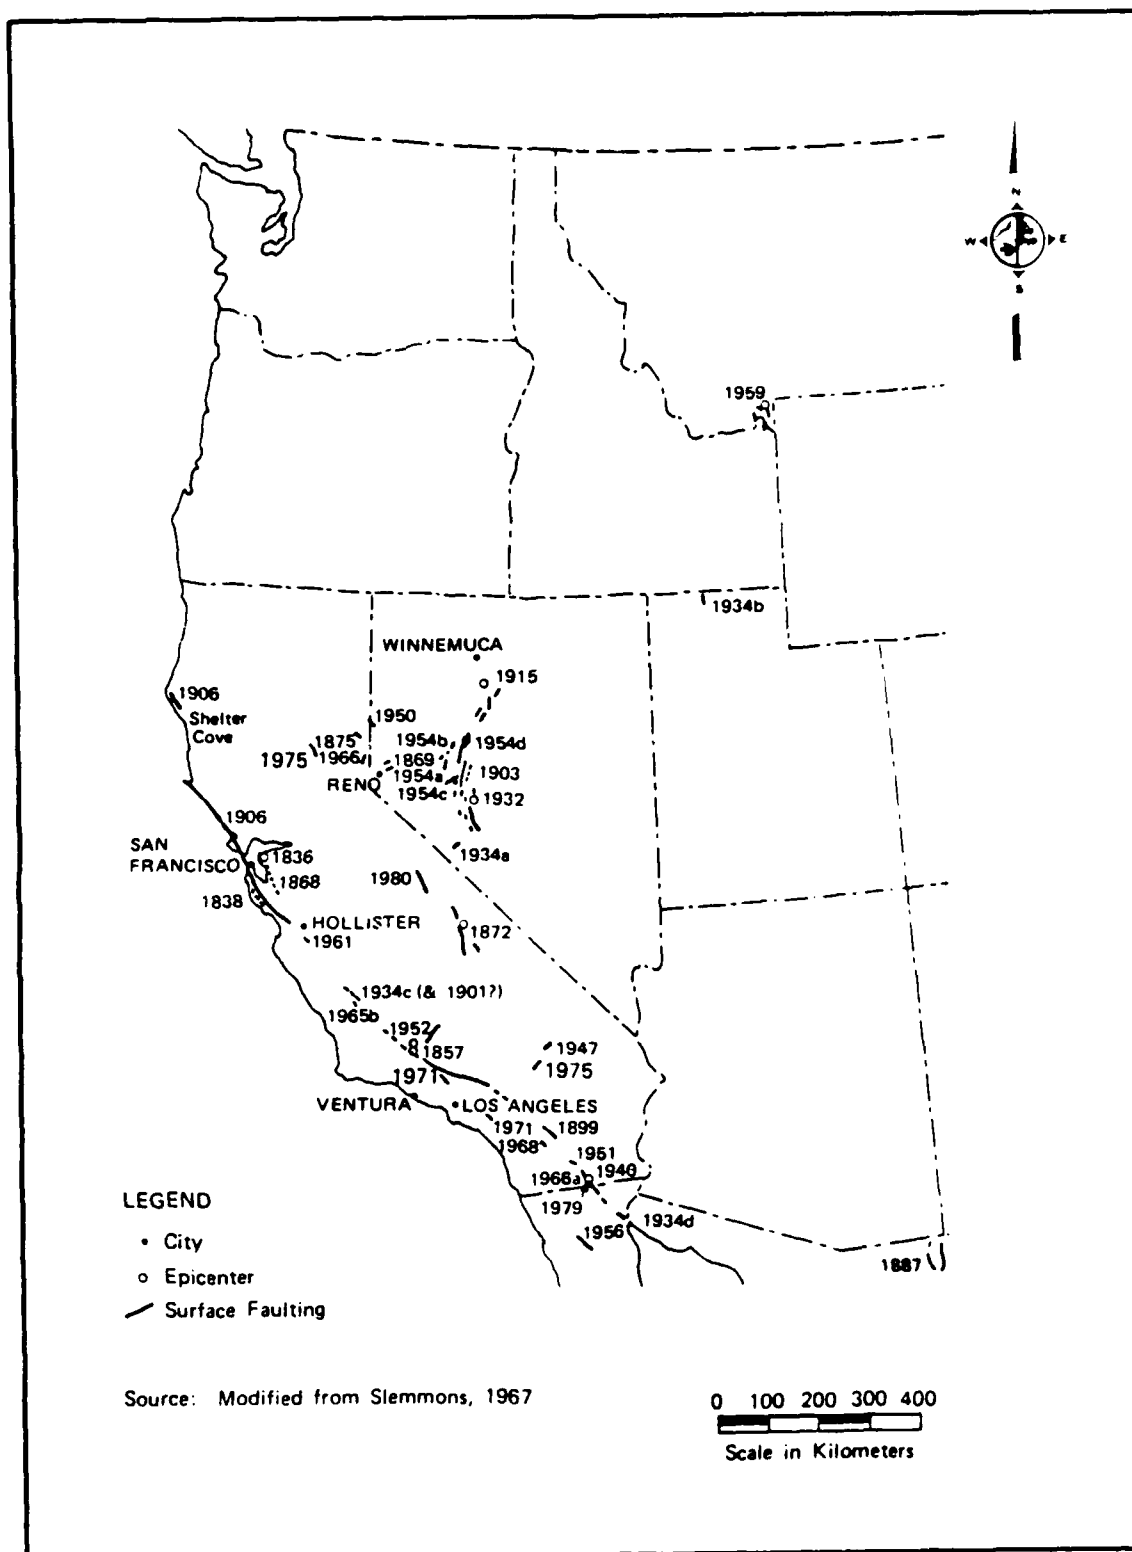 N
W
E
S
1959
1934b
WINNEMUCA
1915
1906
Shelter
Cove
1950
1875
1954b
1954d
1975
1966
1869
1903
1954a
RENO
1954c
1932
1906
SAN
FRANCISCO
1836
1868
1934a
1838
1980
HOLLISTER
1872
1961
1934c (& 1901?)
1965b
1952
1857
1947
1975
1971
VENTURA
LOS ANGELES
1971
1899
1968
1951
1966a
1940
1979
1956
1934d
1887
LEGEND
City
Epicenter
Surface Faulting
Source: Modified from Slemmons, 1967
0 100 200 300 400
Scale in Kilometers